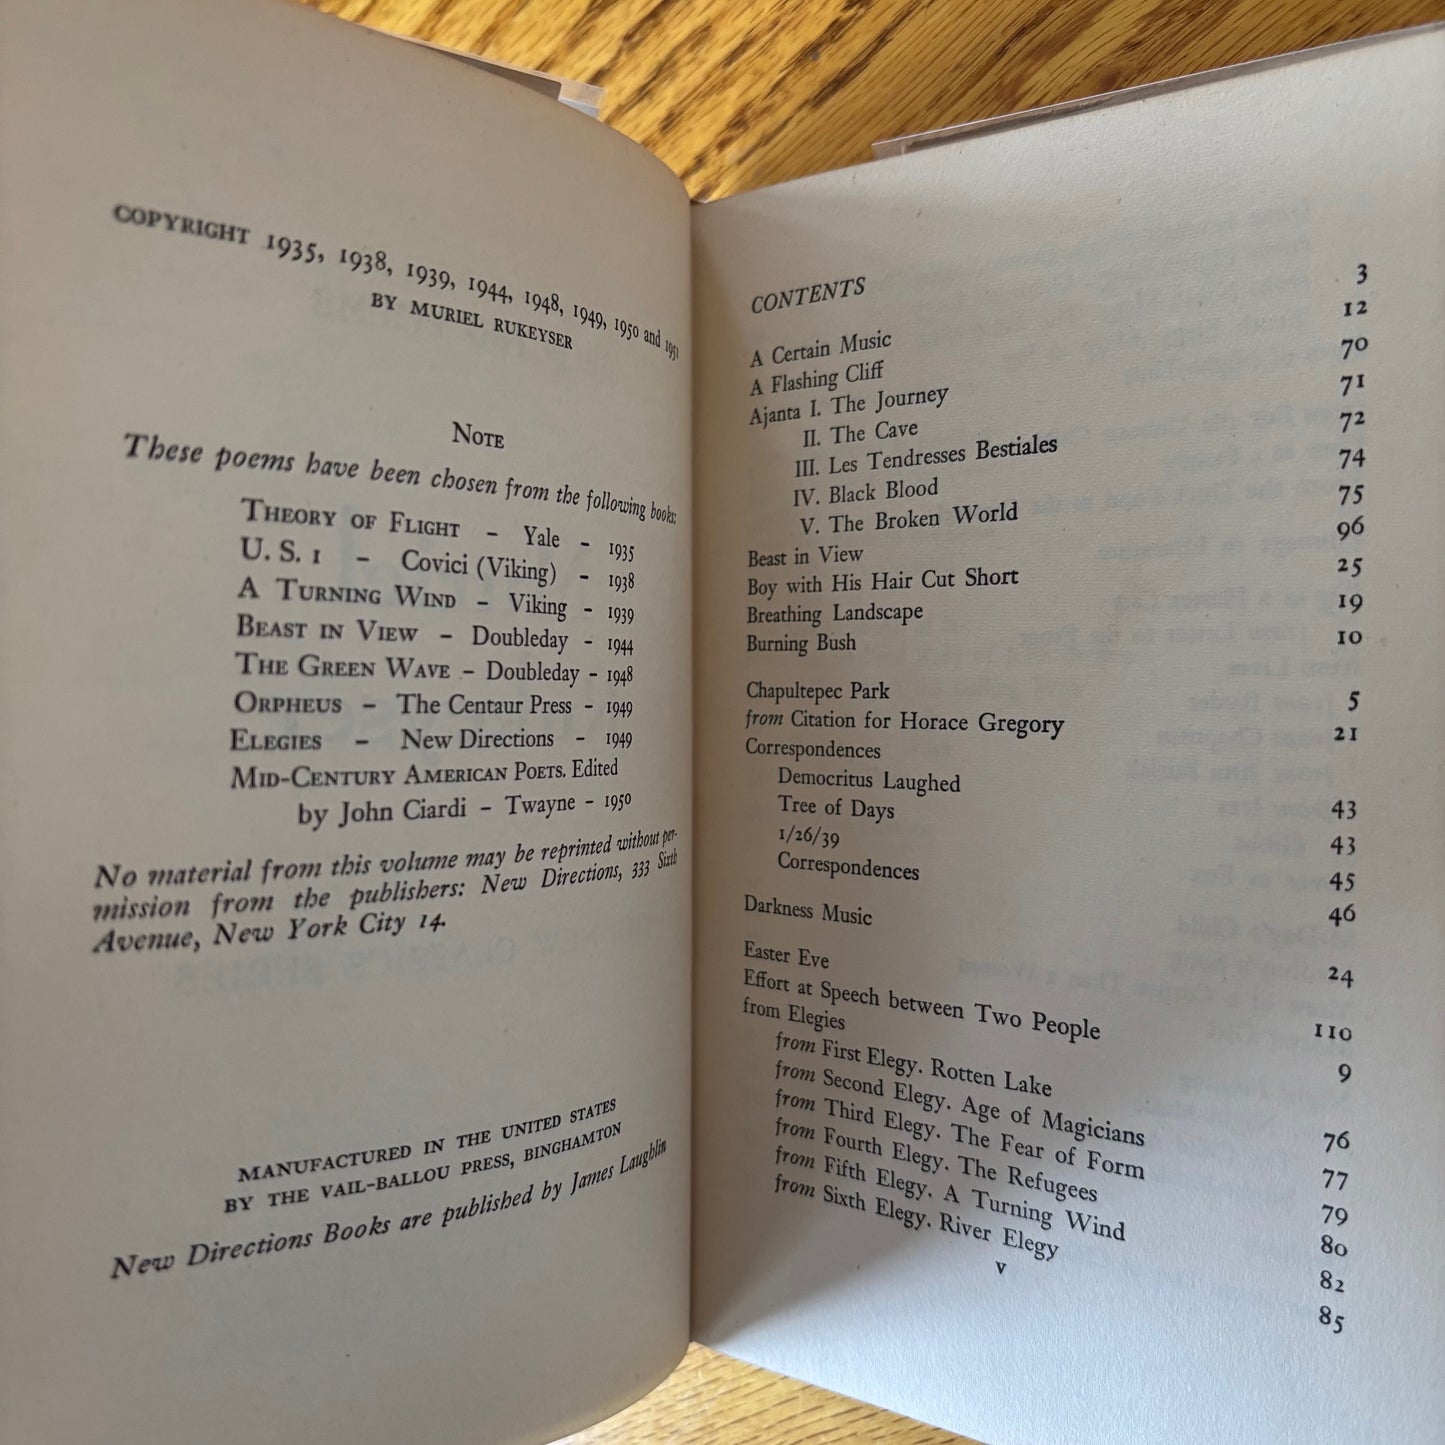 COPYRIGHT 1935, 1938, 1939, 1944, 1948, 1949, 1950 and 1951
BY MURIEL RUKEYSER
NOTE
These poems have been chosen from the following books:
THEORY OF FLIGHT – Yale – 1935
U. S. 1 – Covici (Viking) – 1938
A TURNING WIND – Viking – 1939
BEAST IN VIEW – Doubleday – 1944
THE GREEN WAVE – Doubleday – 1948
ORPHEUS – The Centaur Press – 1949
ELEGIES – New Directions – 1949
MID-CENTURY AMERICAN POETS. Edited
by John Ciardi – Twayne – 1950
No material from this volume may be reprinted without per-
mission from the publishers: New Directions, 333 Sixth
Avenue, New York City 14.
MANUFACTURED IN THE UNITED STATES
BY THE VAIL-BALLOU PRESS, BINGHAMTON
New Directions Books are published by James Laughlin
CONTENTS
A Certain Music 3
A Flashing Cliff 12
Ajanta I. The Journey 70
II. The Cave 71
III. Les Tendresses Bestiales 72
IV. Black Blood 74
V. The Broken World 75
Beast in View 96
Boy with His Hair Cut Short 25
Breathing Landscape 19
Burning Bush 10
Chapultepec Park 5
from Citation for Horace Gregory 21
Correspondences
Democritus Laughed 43
Tree of Days 43
1/26/39 45
Correspondences 46
Darkness Music 24
Easter Eve 110
Effort at Speech between Two People 9
from Elegies
from First Elegy. Rotten Lake 76
from Second Elegy. Age of Magicians 77
from Third Elegy. The Fear of Form 79
from Fourth Elegy. The Refugees 80
from Fifth Elegy. A Turning Wind 82
from Sixth Elegy. River Elegy 85
v